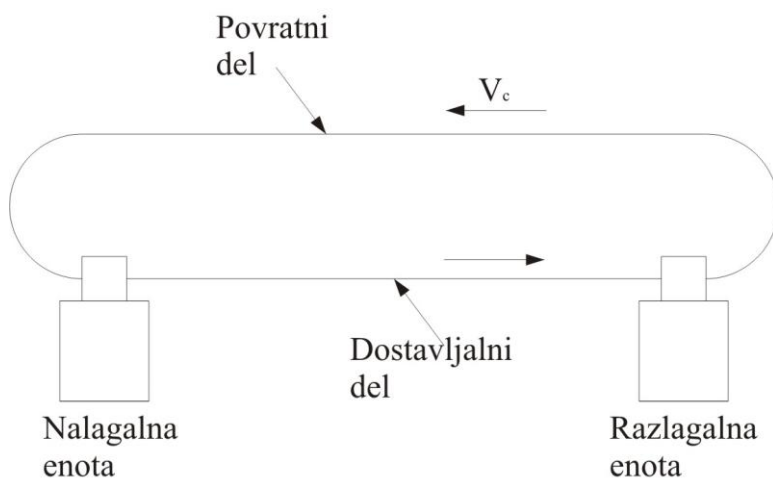 Povratni
del
Vc
Dostavljalni
del
Nalagalna
enota
Razlagalna
enota